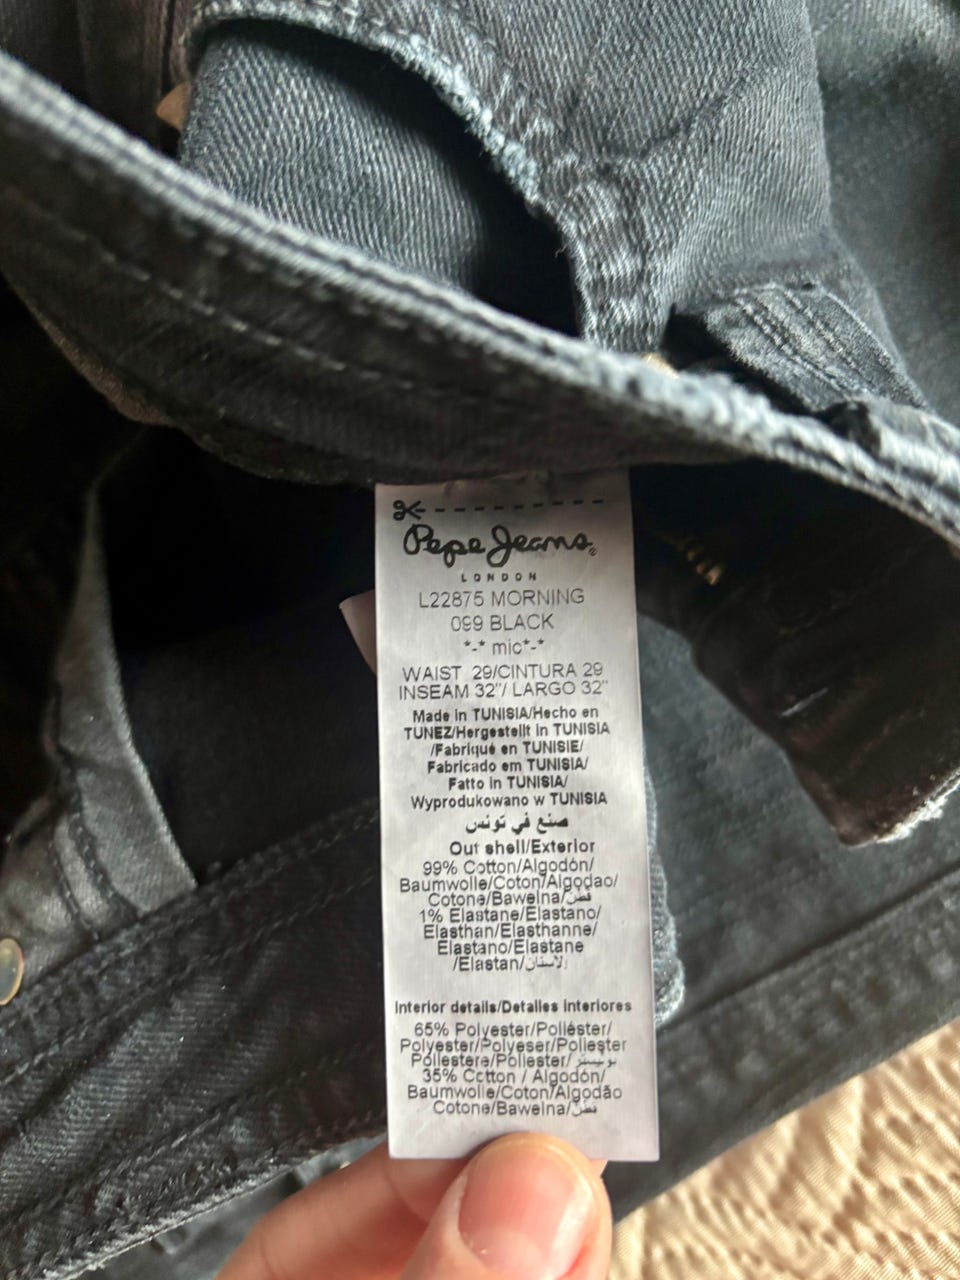 Pepe Jeans®
LONDON
L22875 MORNING
099 BLACK
*-* mic*-*
WAIST 29/CINTURA 29
INSEAM 32"/ LARGO 32"
Made in TUNISIA/Hecho en
TUNEZ/Hergestellt in TUNISIA
/Fabriqué en TUNISIE/
Fabricado em TUNISIA/
Fatto in TUNISIA/
Wyprodukowano w TUNISIA
صنع في تونس
Out shell/Exterior
99% Cotton/Algodón/
Baumwolle/Coton/Algodao/
Cotone/Bawelna/قطن
1% Elastane/Elastano/
Elasthan/Elasthanne/
Elastano/Elastane
/Elastan/الاستان
Interior details/Detalles interiores
65% Polyester/Poliéster/
Polyester/Polyeser/Poliester
Poliestere/Poliester/
35% Cotton / Algodón/
Baumwolle/Coton/Algodão
Cotone/Bawelna/قطن